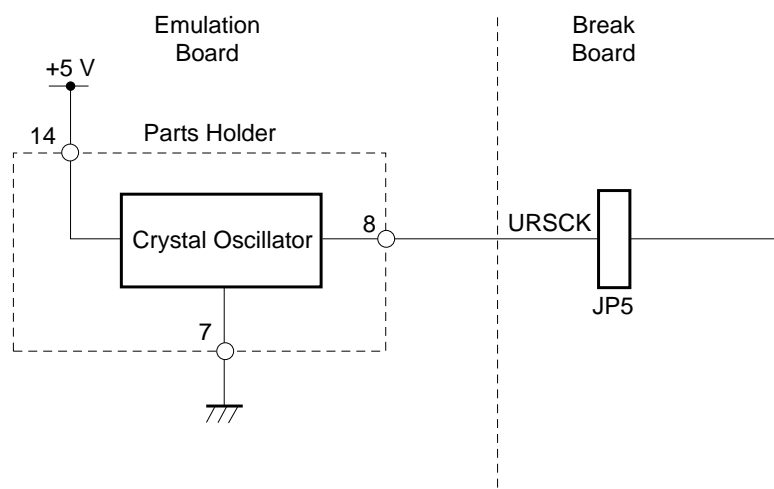 Emulation
Board
Break
Board
+5 V
14
Parts Holder
Crystal Oscillator
8
URSCK
JP5
7